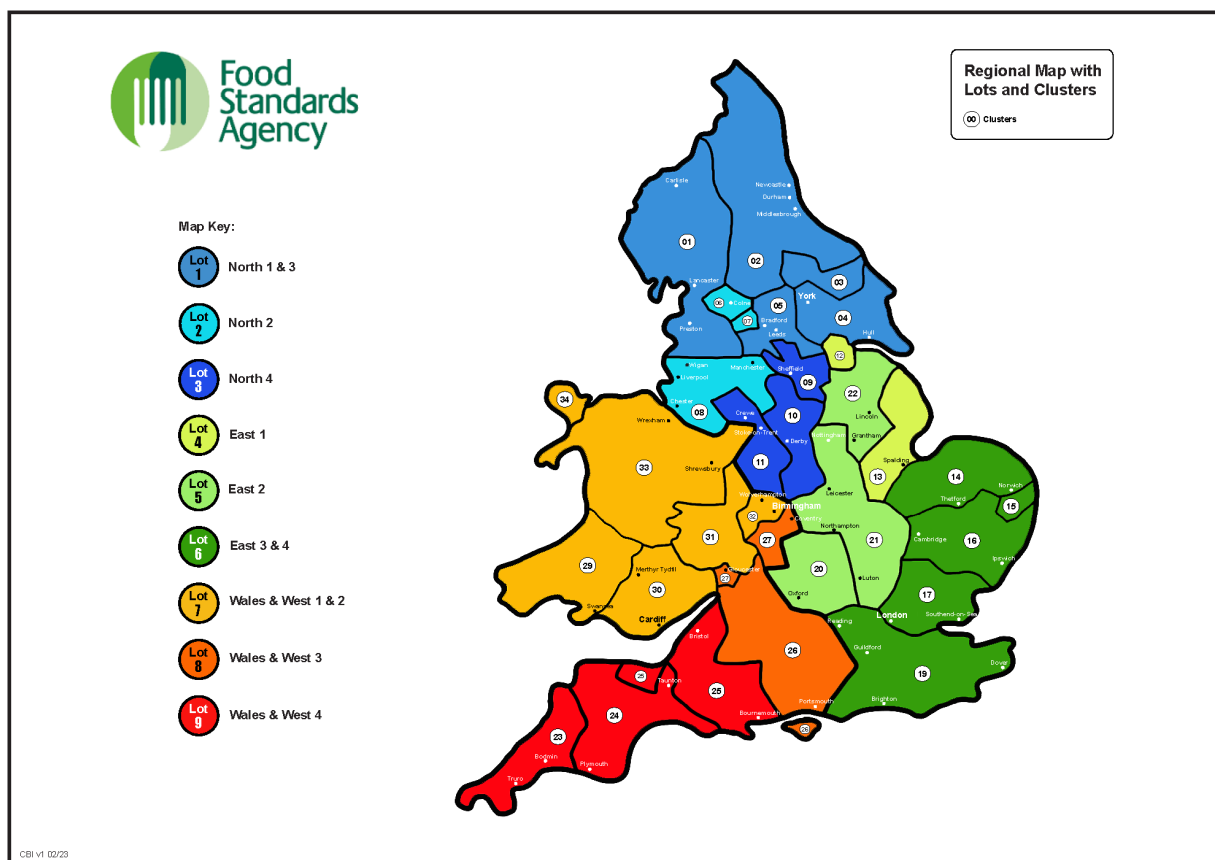 Food
Standards
Agency
Regional Map with
Lots and Clusters
00 Clusters
Map Key:
Lot
1
North 1 & 3
Lot
2
North 2
Lot
3
North 4
Lot
4
East 1
Lot
5
East 2
Lot
6
East 3 & 4
Lot
7
Wales & West 1 & 2
Lot
8
Wales & West 3
Lot
9
Wales & West 4
Carlisle
Newcastle
Durham
Middlesbrough
01
02
03
Lancaster
06
Colne
05
York
04
07
Bradford
Preston
Leeds
Hull
12
Wigan
Manchester
Sheffield
Liverpool
09
22
34
Chester
08
Crewe
10
Lincoln
Wrexham
Stoke-on-Trent
Derby
Nottingham
Grantham
33
Shrewsbury
11
Spalding
13
14
Norwich
Leicester
Wolverhampton
Thetford
15
Birmingham
32
Coventry
Northampton
31
27
21
Cambridge
16
29
Merthyr Tydfil
Gloucester
27
20
Ipswich
30
Luton
17
Swansea
Oxford
Cardiff
London
Southend-on-Sea
Reading
Bristol
26
Guildford
Dover
25
Taunton
19
25
Portsmouth
Brighton
24
Bournemouth
23
26
Bodmin
Plymouth
Truro
CBI v1 02/23